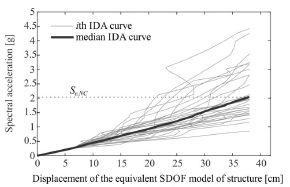 Spectral acceleration [g]
5
4.5
4
3.5
3
2.5
2
1.5
1
0.5
0
ith IDA curve
median IDA curve
SeNC
0 5 10 15 20 25 30 35 40
Displacement of the equivalent SDOF model of structure [cm]